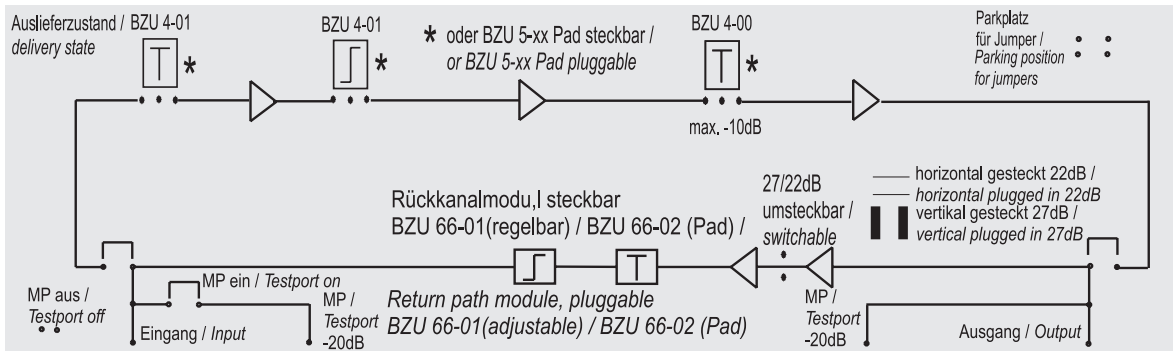 Auslieferzustand /
delivery state
BZU 4-01
T
*
BZU 4-01
*
* oder BZU 5-xx Pad steckbar /
or BZU 5-xx Pad pluggable
BZU 4-00
T
*
max. -10dB
Parkplatz
für Jumper /
Parking position
for jumpers
Rückkanalmodu,l steckbar
BZU 66-01(regelbar) / BZU 66-02 (Pad) /
27/22dB
umsteckbar /
switchable
horizontal gesteckt 22dB /
horizontal plugged in 22dB
vertikal gesteckt 27dB /
vertical plugged in 27dB
T
Return path module, pluggable
BZU 66-01(adjustable) / BZU 66-02 (Pad)
MP aus /
Testport off
MP ein / Testport on
Eingang / Input
MP /
Testport
-20dB
MP /
Testport
-20dB
Ausgang / Output